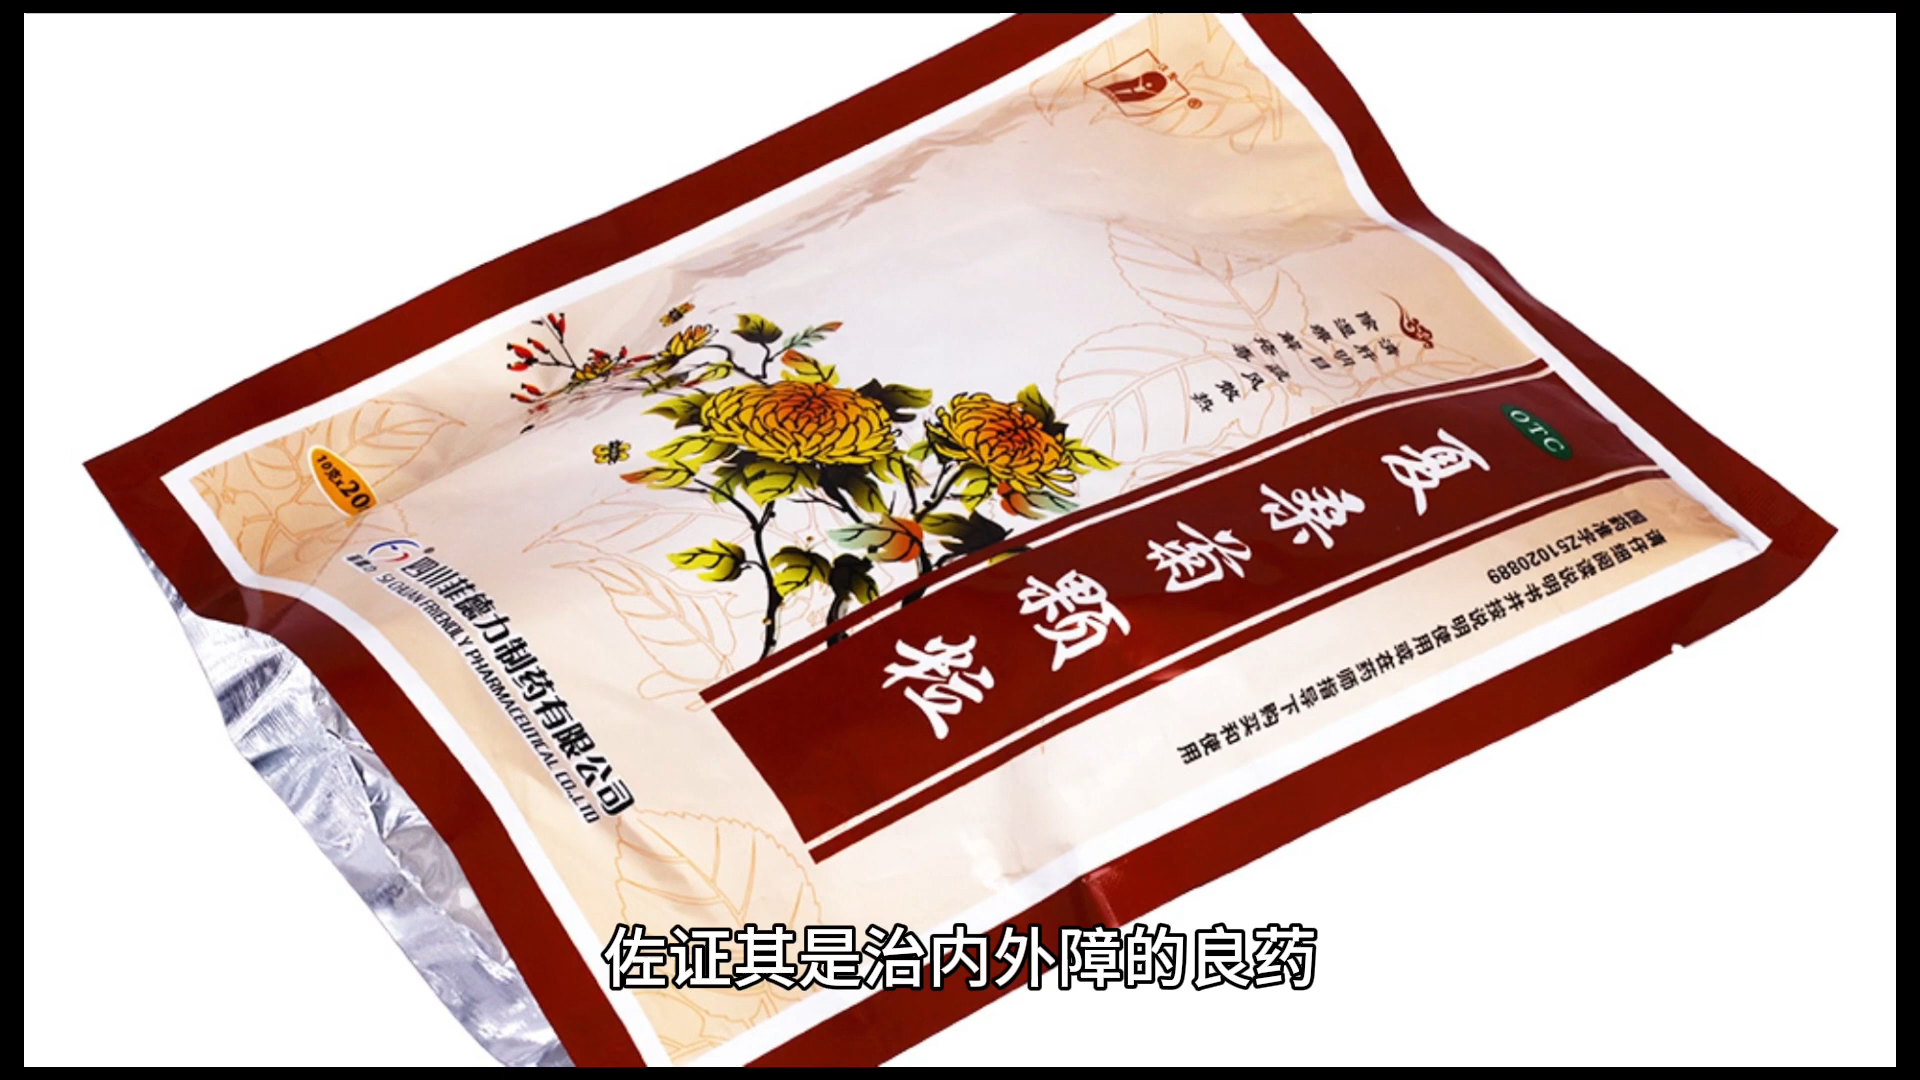 OTC
夏桑菊颗粒
清肝明目 疏风散热
除湿痹 解疮毒
国药准字Z51020889
请仔细阅读说明书并按说明使用或在药师指导下购买和使用
10克×20
四川菲德力制药有限公司
SICHUAN FRIENDLY PHARMACEUTICAL CO.,LTD
佐证其是治内外障的良药